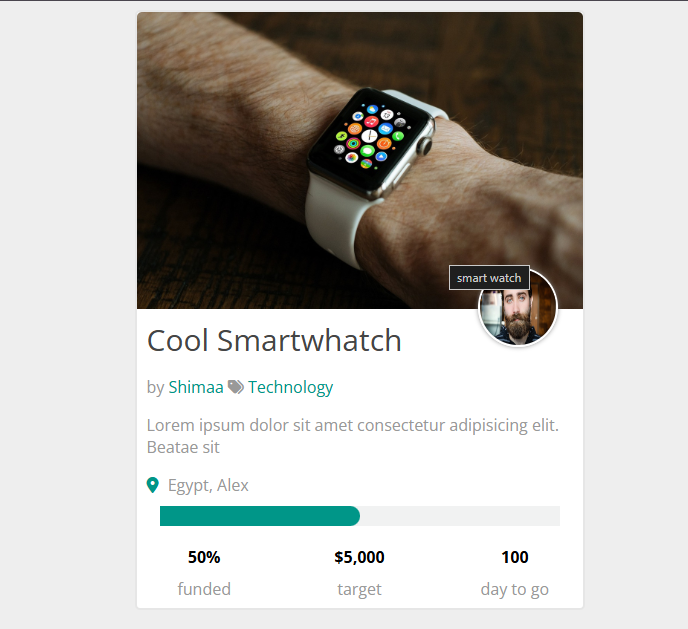 smart watch
Cool Smartwhatch
by Shimaa Technology
Lorem ipsum dolor sit amet consectetur adipisicing elit.
Beatae sit
Egypt, Alex
50% $5,000 100
funded target day to go